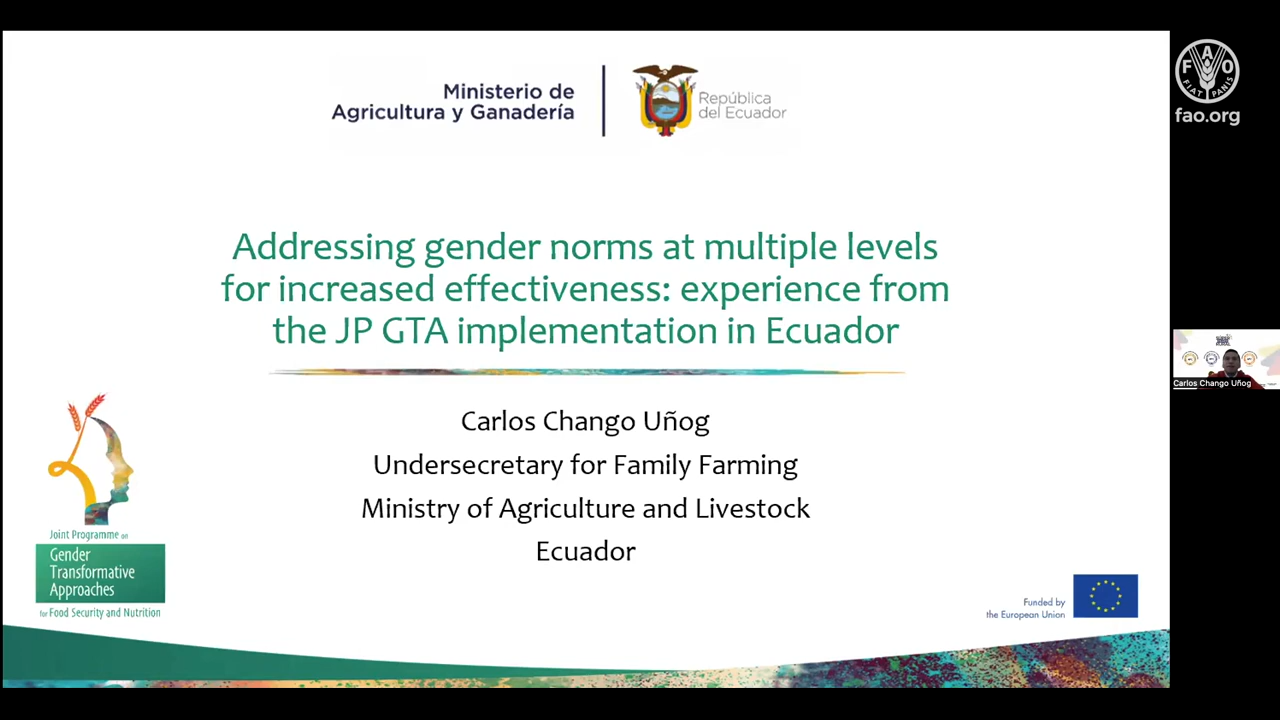 Ministerio de
Agricultura y Ganadería
República
del Ecuador
FAO
FIAT PANIS
fao.org
Addressing gender norms at multiple levels
for increased effectiveness: experience from
the JP GTA implementation in Ecuador
Carlos Chango Uñog
Undersecretary for Family Farming
Ministry of Agriculture and Livestock
Ecuador
Carlos Chango Uñog
Joint Programme on
Gender
Transformative
Approaches
for Food Security and Nutrition
Funded by
the European Union